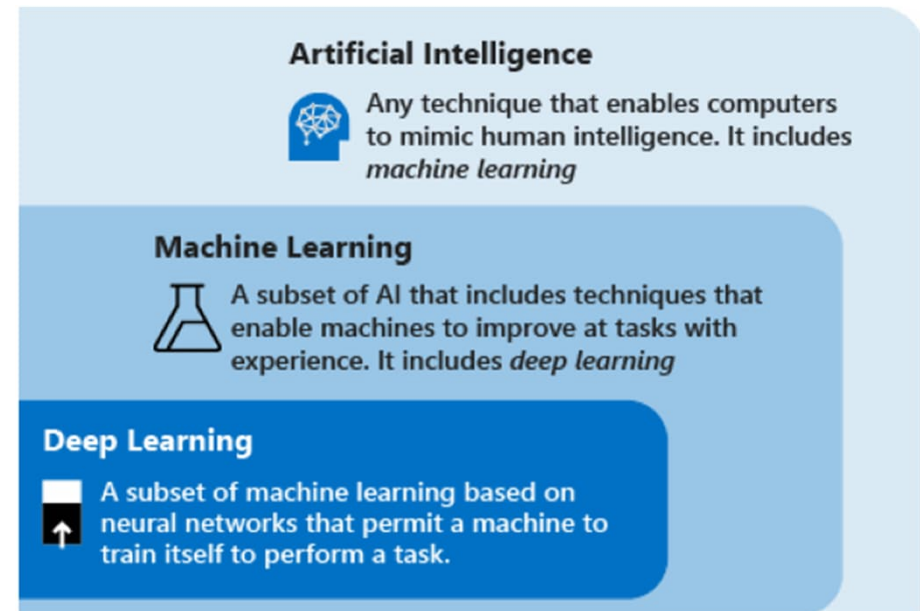 Artificial Intelligence
Any technique that enables computers
to mimic human intelligence. It includes
machine learning
Machine Learning
A subset of AI that includes techniques that
enable machines to improve at tasks with
experience. It includes deep learning
Deep Learning
A subset of machine learning based on
neural networks that permit a machine to
train itself to perform a task.